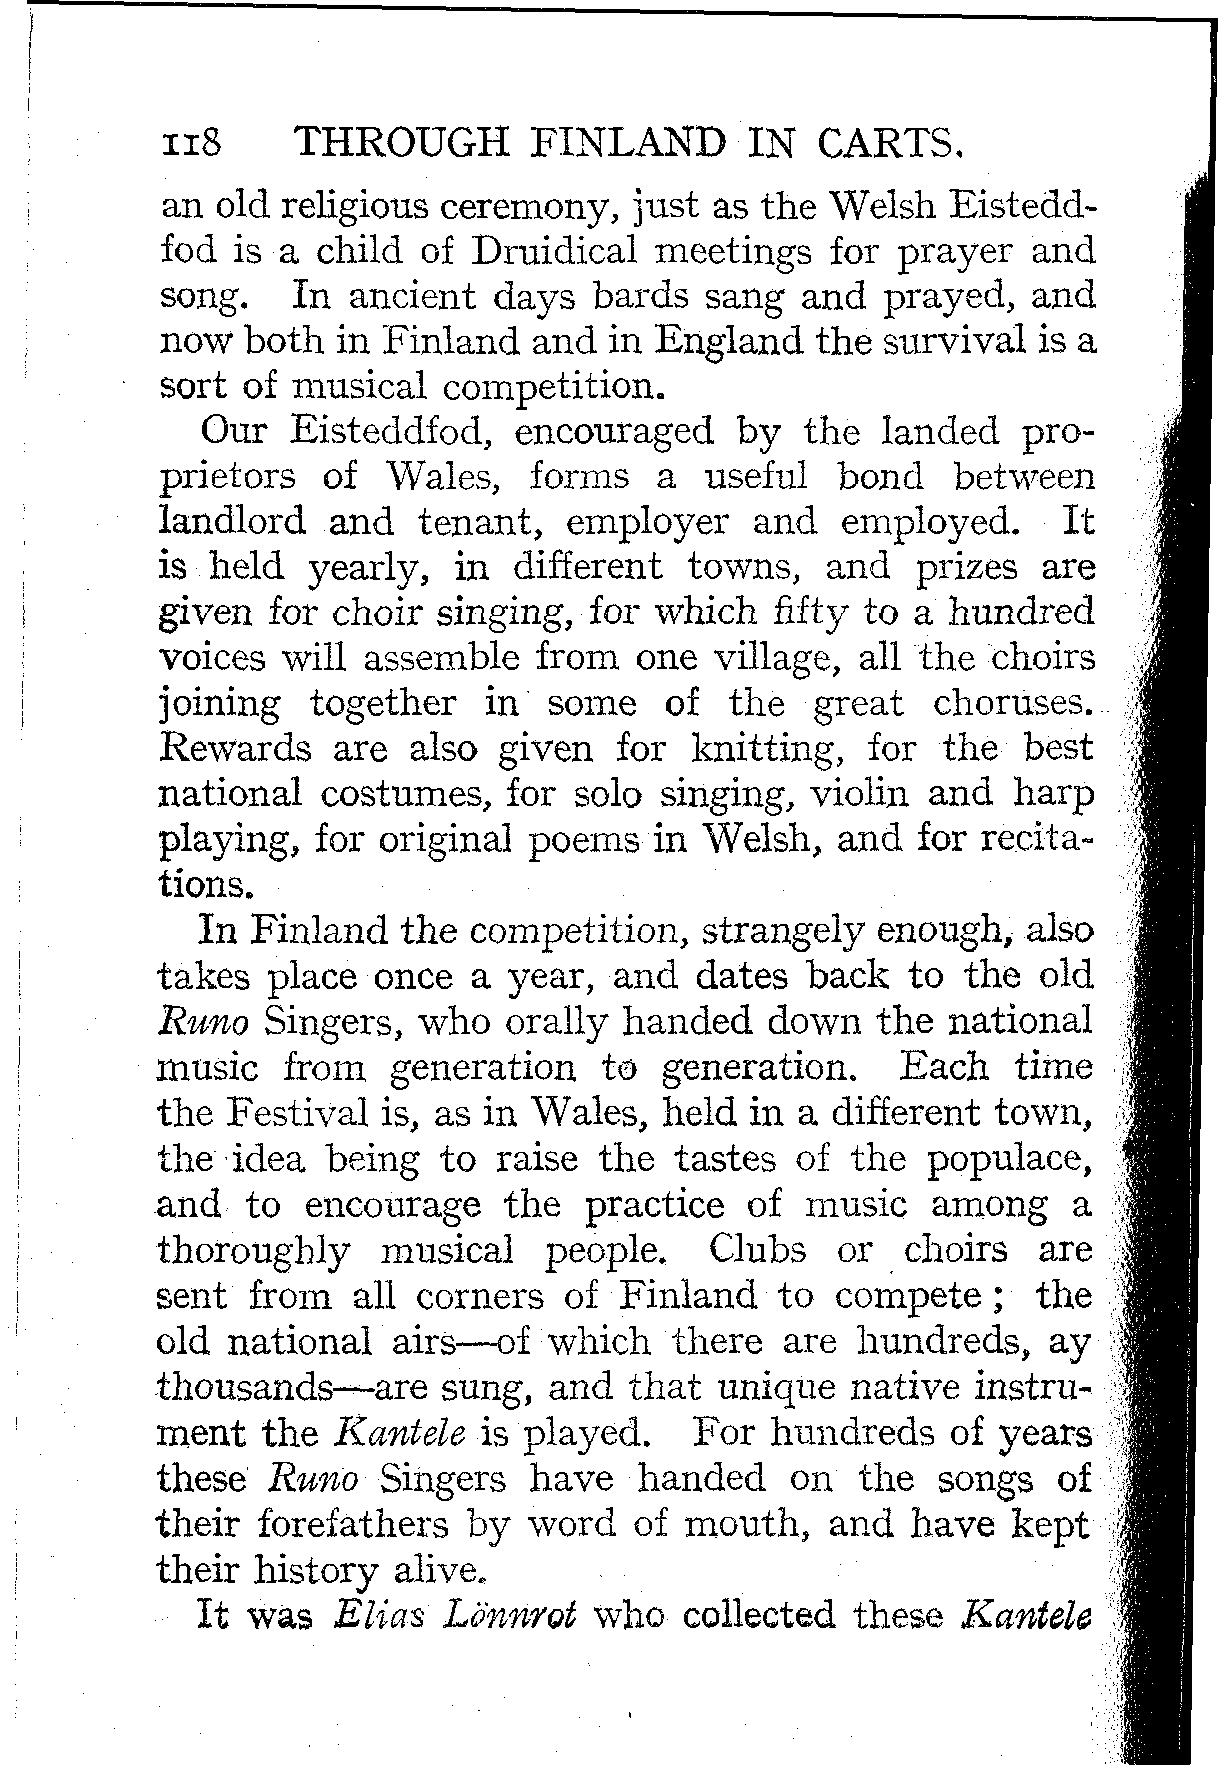 118 THROUGH FINLAND IN CARTS.
an old religious ceremony, just as the Welsh Eistedd-
fod is a child of Druidical meetings for prayer and
song. In ancient days bards sang and prayed, and
now both in Finland and in England the survival is a
sort of musical competition.
Our Eisteddfod, encouraged by the landed pro-
prietors of Wales, forms a useful bond between
landlord and tenant, employer and employed. It
is held yearly, in different towns, and prizes are
given for choir singing, for which fifty to a hundred
voices will assemble from one village, all the choirs
joining together in some of the great choruses.
Rewards are also given for knitting, for the best
national costumes, for solo singing, violin and harp
playing, for original poems in Welsh, and for recita-
tions.
In Finland the competition, strangely enough, also
takes place once a year, and dates back to the old
Runo Singers, who orally handed down the national
music from generation to generation. Each time
the Festival is, as in Wales, held in a different town,
the idea being to raise the tastes of the populace,
and to encourage the practice of music among a
thoroughly musical people. Clubs or choirs are
sent from all corners of Finland to compete ; the
old national airs—of which there are hundreds, ay
thousands—are sung, and that unique native instru-
ment the Kantele is played. For hundreds of years
these Runo Singers have handed on the songs of
their forefathers by word of mouth, and have kept
their history alive.
It was Elias Lönnrot who collected these Kantele